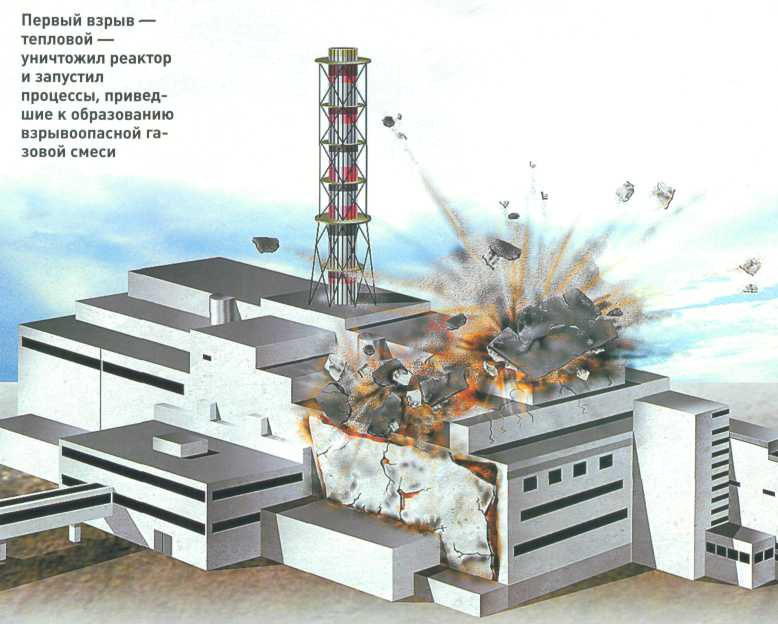 Первый взрыв —
тепловой —
уничтожил реактор
и запустил
процессы, привед-
шие к образованию
взрывоопасной га-
зовой смеси